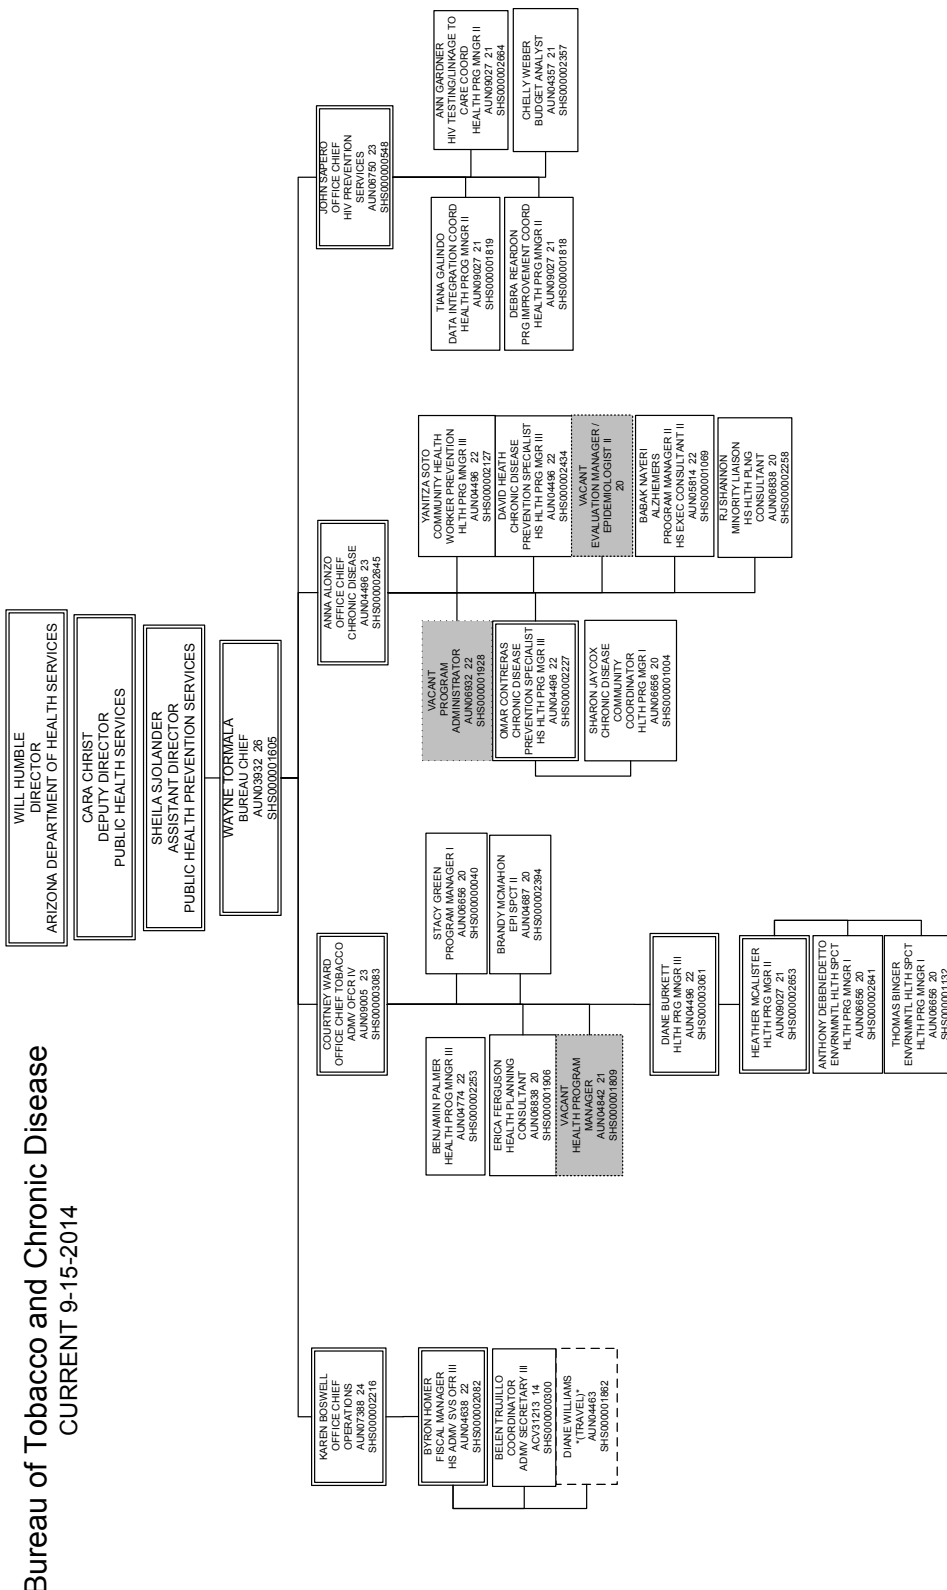 Bureau of Tobacco and Chronic Disease
CURRENT 9-15-2014
WILL HUMBLE
DIRECTOR
ARIZONA DEPARTMENT OF HEALTH SERVICES
CARA CHRIST
DEPUTY DIRECTOR
PUBLIC HEALTH SERVICES
SHEILA SJOLANDER
ASSISTANT DIRECTOR
PUBLIC HEALTH PREVENTION SERVICES
WAYNE TORMALA
BUREAU CHIEF
AUN03932 26
SHS000001605
KAREN BOSWELL
OFFICE CHIEF
OPERATIONS
AUN07388 24
SHS000002216
BYRON HOMER
FISCAL MANAGER
HS ADMV SVS OFR III
AUN04638 22
SHS000002082
BELEN TRUJILLO
COORDINATOR
ADMV SECRETARY III
ACV31213 14
SHS000000300
DIANE WILLIAMS
*(TRAVEL)*
AUN04463
SHS000001862
COURTNEY WARD
OFFICE CHIEF TOBACCO
ADMV OFCR IV
AUN09005 23
SHS000003083
BENJAMIN PALMER
HEALTH PROG MNGR III
AUN04774 22
SHS000002253
STACY GREEN
PROGRAM MANAGER I
AUN06656 20
SHS000000040
ERICA FERGUSON
HEALTH PLANNING
CONSULTANT
AUN06838 20
SHS000001906
BRANDY MCMAHON
EPI SPCT II
AUN04687 20
SHS000002394
VACANT
HEALTH PROGRAM
MANAGER
AUN04842 21
SHS000001809
DIANE BURKETT
HLTH PRG MNGR III
AUN04496 22
SHS000003061
HEATHER MCALISTER
HLTH PRG MGR II
AUN09027 21
SHS000002653
ANTHONY DEBENEDETTO
ENVRNMNTL HLTH SPCT
HLTH PRG MNGR I
AUN06656 20
SHS000002641
THOMAS BINGER
ENVRNMNTL HLTH SPCT
HLTH PRG MNGR I
AUN06656 20
SHS000001132
ANNA ALONZO
OFFICE CHIEF
CHRONIC DISEASE
AUN04496 23
SHS000002645
VACANT
PROGRAM
ADMINISTRATOR
AUN06932 22
SHS000001928
YANITZA SOTO
COMMUNITY HEALTH
WORKER PREVENTION
HLTH PRG MNGR III
AUN04496 22
SHS000002127
OMAR CONTRERAS
CHRONIC DISEASE
PREVENTION SPECIALIST
HS HLTH PRG MGR III
AUN04496 22
SHS000002227
DAVID HEATH
CHRONIC DISEASE
PREVENTION SPECIALIST
HS HLTH PRG MGR III
AUN04496 22
SHS000002434
SHARON JAYCOX
CHRONIC DISEASE
COMMUNITY
COORDINATOR
HLTH PRG MGR I
AUN06656 20
SHS000001004
VACANT
EVALUATION MANAGER /
EPIDEMIOLOGIST II
20
BABAK NAYERI
ALZHIEMERS
PROGRAM MANAGER II
HS EXEC CONSULTANT II
AUN05814 22
SHS000001069
RJ SHANNON
MINORITY LIAISON
HS HLTH PLNG
CONSULTANT
AUN06838 20
SHS000002258
JOHN SAPERO
OFFICE CHIEF
HIV PREVENTION
SERVICES
AUN06750 23
SHS000000548
TIANA GALINDO
DATA INTEGRATION COORD
HEALTH PROG MNGR II
AUN09027 21
SHS000001819
ANN GARDNER
HIV TESTING/LINKAGE TO
CARE COORD
HEALTH PRG MNGR II
AUN09027 21
SHS000002664
DEBRA REARDON
PRG IMPROVEMENT COORD
HEALTH PRG MNGR II
AUN09027 21
SHS000001818
CHELLY WEBER
BUDGET ANALYST
AUN04357 21
SHS000002357